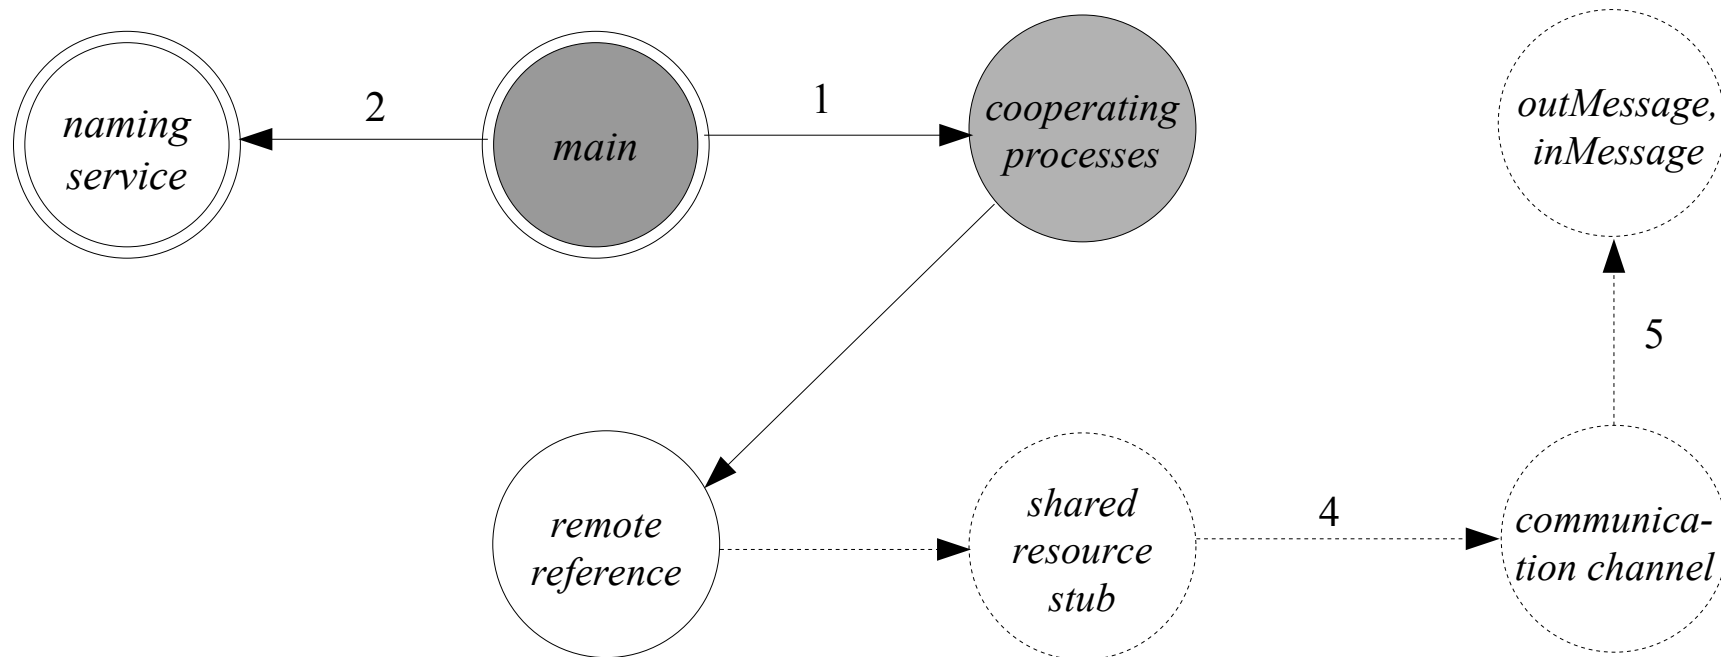 naming
service
2
main
1
cooperating
processes
outMessage,
inMessage
5
remote
reference
shared
resource
stub
4
communica-
tion channel